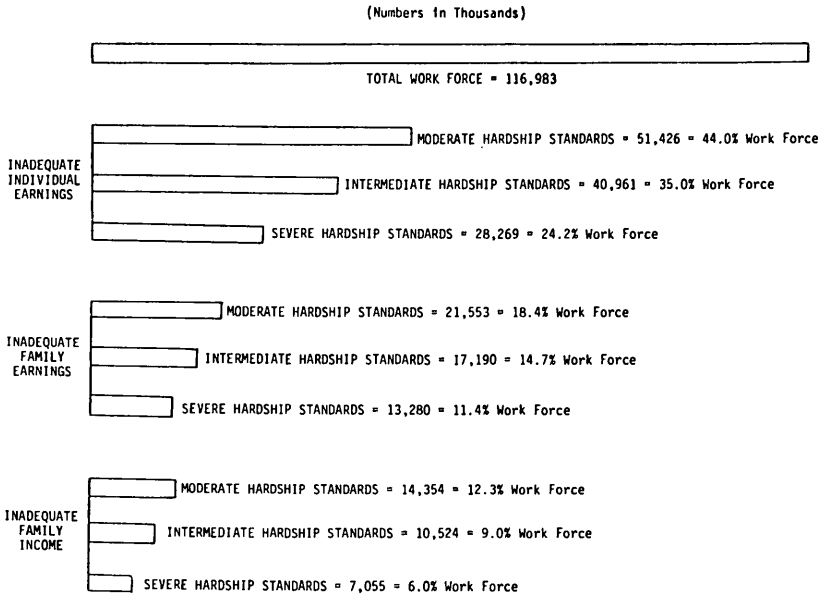 (Numbers in Thousands)
TOTAL WORK FORCE = 116,983
INADEQUATE
INDIVIDUAL
EARNINGS
MODERATE HARDSHIP STANDARDS = 51,426 = 44.0% Work Force
INTERMEDIATE HARDSHIP STANDARDS = 40,961 = 35.0% Work Force
SEVERE HARDSHIP STANDARDS = 28,269 = 24.2% Work Force
INADEQUATE
FAMILY
EARNINGS
MODERATE HARDSHIP STANDARDS = 21,553 = 18.4% Work Force
INTERMEDIATE HARDSHIP STANDARDS = 17,190 = 14.7% Work Force
SEVERE HARDSHIP STANDARDS = 13,280 = 11.4% Work Force
INADEQUATE
FAMILY
INCOME
MODERATE HARDSHIP STANDARDS = 14,354 = 12.3% Work Force
INTERMEDIATE HARDSHIP STANDARDS = 10,524 = 9.0% Work Force
SEVERE HARDSHIP STANDARDS = 7,055 = 6.0% Work Force